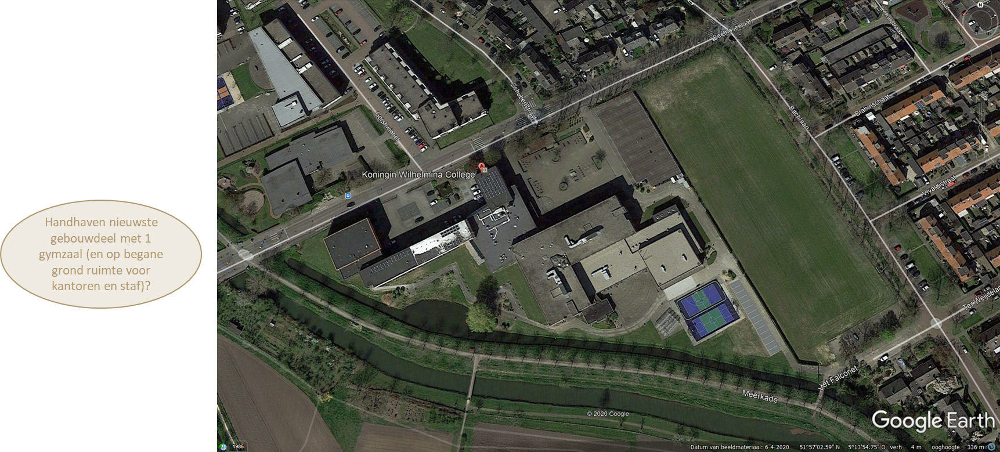 Handhaven nieuwste
gebouwdeel met 1
gymzaal (en op begane
grond ruimte voor
kantoren en staf)?
N
Beethovenlaan
Schubertstraat
Gershwinhof
Bachlaan
Brahmsstraat
Koningin Wilhelmina College
Vivaldistraat
Het Falconet
Meerkade
© 2020 Google
Google Earth
1985
Datum van beeldmateriaal: 6-4-2020 51°57'02.59" N 5°13'54.75" O verh 4 m ooghoogte 336 m